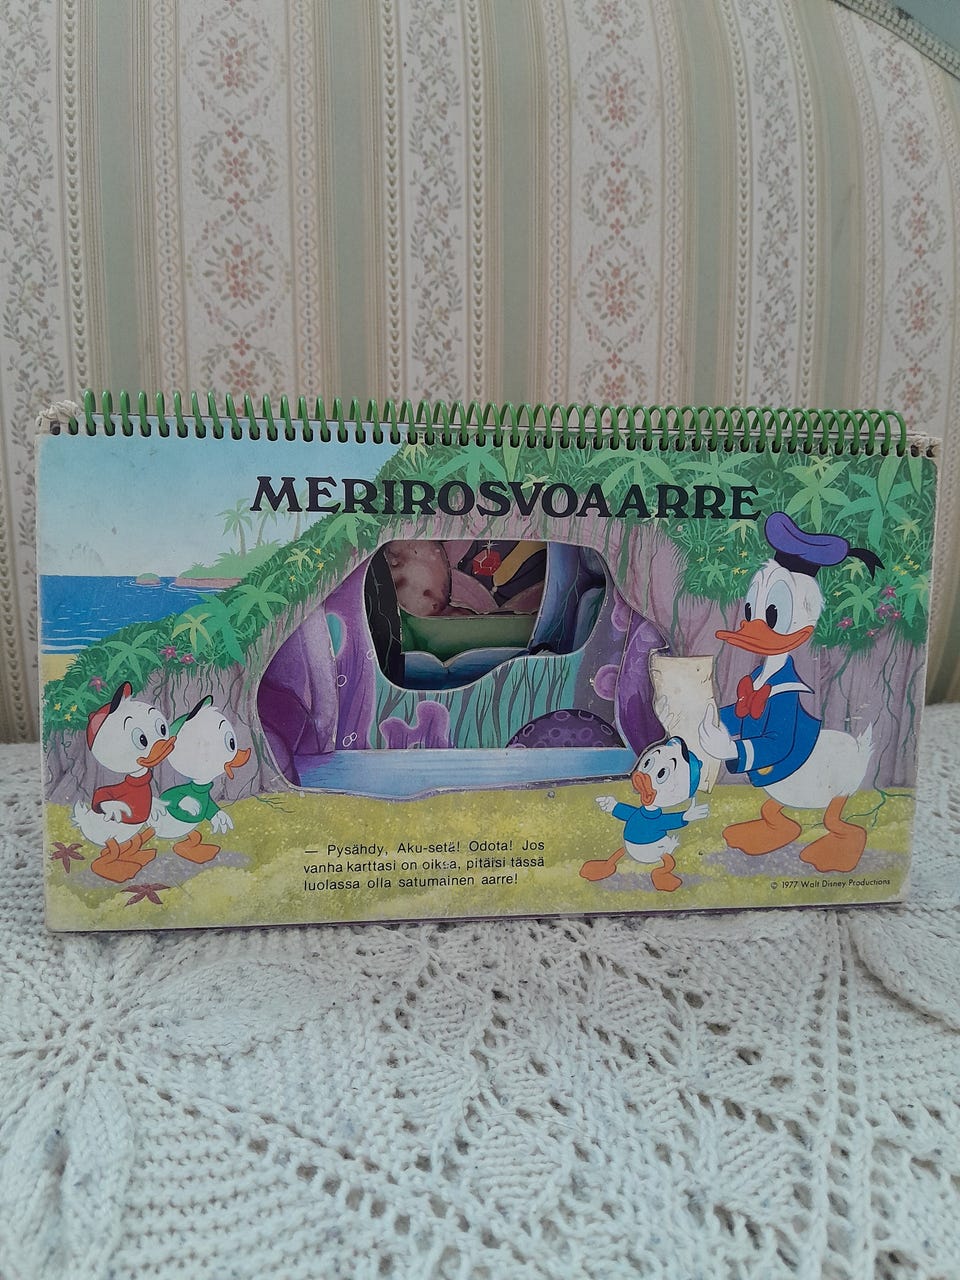 MERIROSVOAARRE
— Pysähdy, Aku-setä! Odota! Jos
vanha karttasi on oikea, pitäisi tässä
luolassa olla satumainen aarre!
© 1977 Walt Disney Productions